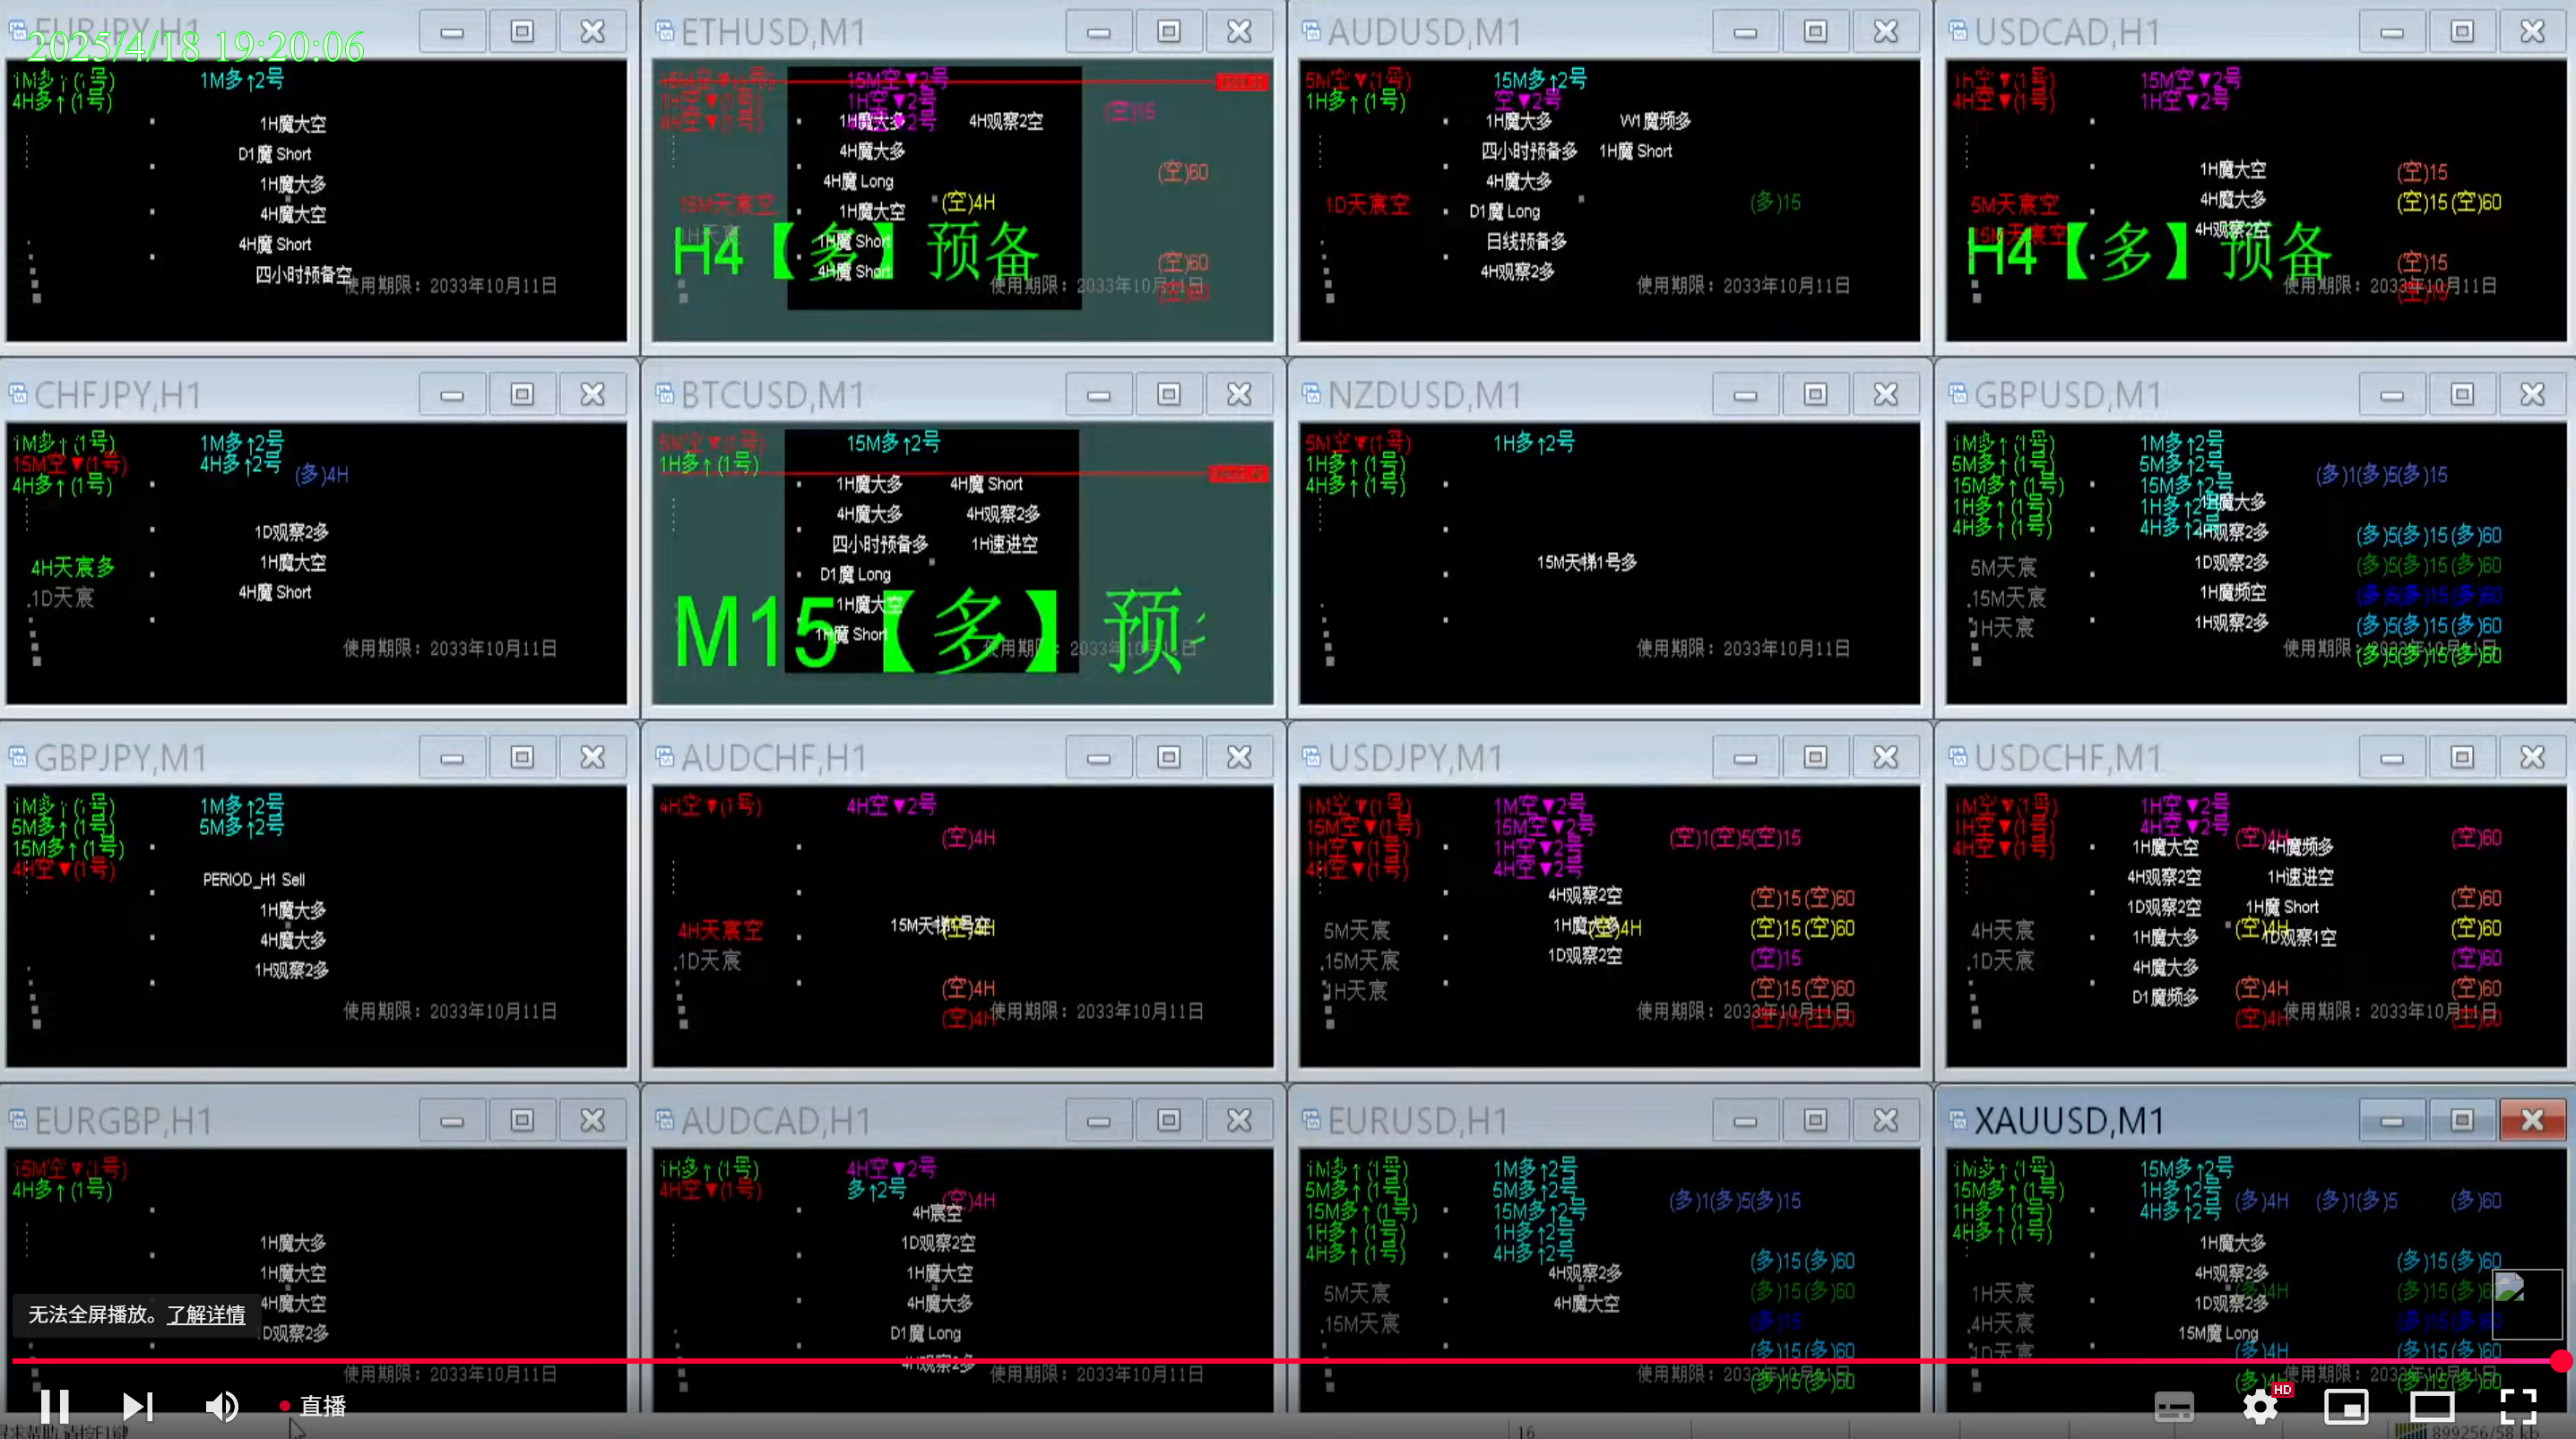 EURJPY,H1
2025/4/18 19:20:06
1M多↑(1号)
4H多↑(1号)
1M多↑2号
1H魔大空
D1魔 Short
1H魔大多
4H魔大空
4H魔 Short
四小时预备空
使用期限：2033年10月11日
ETHUSD,M1
15M空▼(1号)
1H空▼(1号)
4H空▼(1号)
15M空▼2号
1H空▼2号
1H魔大多
4H观察2空
(空)15
4H魔大多
(空)60
4H魔 Long
15M天宸空
1H魔大空
(空)4H
1H天宸
1H魔 Short
H4【多】预备
4H魔 Short
(空)60
使用期限：2033年10月11日
(空)60
AUDUSD,M1
5M空▼(1号)
1H多↑(1号)
15M多↑2号
空▼2号
1H魔大多
W1魔频多
四小时预备多
1H魔 Short
4H魔大多
1D天宸空
D1魔 Long
(多)15
日线预备多
4H观察2多
使用期限：2033年10月11日
USDCAD,H1
1H空▼(1号)
4H空▼(1号)
15M空▼2号
1H空▼2号
1H魔大空
(空)15
4H魔大多
5M天宸空
(空)15(空)60
15M天宸空
4H观察2空
H4【多】预备
(空)15
使用期限：2033年10月11日
(空)15
CHFJPY,H1
1M多↑(1号)
15M空▼(1号)
4H多↑(1号)
1M多↑2号
4H多↑2号
(多)4H
1D观察2多
4H天宸多
1H魔大空
1D天宸
4H魔 Short
使用期限：2033年10月11日
BTCUSD,M1
5M空▼(1号)
1H多↑(1号)
15M多↑2号
1H魔大多
4H魔 Short
4H魔大多
4H观察2多
四小时预备多
1H速进空
D1魔 Long
1H魔大空
1H魔 Short
M15【多】预
NZDUSD,M1
5M空▼(1号)
1H多↑(1号)
4H多↑(1号)
1H多↑2号
15M天梯1号多
使用期限：2033年10月11日
GBPUSD,M1
1M多↑(1号)
5M多↑(1号)
15M多↑(1号)
1H多↑(1号)
4H多↑(1号)
1M多↑2号
5M多↑2号
15M多↑2号
1H多↑2号
4H多↑2号
(多)1(多)5(多)15
1H魔大多
4H观察2多
(多)5(多)15(多)60
5M天宸
1D观察2多
(多)5(多)15(多)60
15M天宸
1H魔频空
(多)5(多)15(多)60
1H天宸
1H观察2多
(多)5(多)15(多)60
使用期限：2033年10月11日
(多)5(多)15(多)60
GBPJPY,M1
1M多↑(1号)
5M多↑(1号)
15M多↑(1号)
4H空▼(1号)
1M多↑2号
5M多↑2号
PERIOD_H1 Sell
1H魔大多
4H魔大多
1H观察2多
使用期限：2033年10月11日
AUDCHF,H1
4H空▼(1号)
4H空▼2号
(空)4H
4H天宸空
15M天梯1号空
(空)4H
1D天宸
(空)4H
(空)4H
使用期限：2033年10月11日
USDJPY,M1
1M空▼(1号)
15M空▼(1号)
1H空▼(1号)
4H空▼(1号)
1M空▼2号
15M空▼2号
1H空▼2号
4H空▼2号
(空)1(空)5(空)15
4H观察2空
(空)15(空)60
5M天宸
1H魔大多
(空)4H
(空)15(空)60
15M天宸
1D观察2空
(空)15
1H天宸
(空)15(空)60
使用期限：2033年10月11日
(空)15(空)60
USDCHF,M1
1M空▼(1号)
1H空▼(1号)
4H空▼(1号)
1H空▼2号
4H空▼2号
(空)4H
(空)60
1H魔大空
4H魔频多
4H观察2空
1H速进空
(空)60
1D观察2空
1H魔 Short
4H天宸
1H魔大多
(空)4H
1D观察1空
(空)60
1D天宸
4H魔大多
(空)60
D1魔频多
(空)4H
(空)60
(空)4H
使用期限：2033年10月11日
(空)60
EURGBP,H1
15M空▼(1号)
4H多↑(1号)
1H魔大多
1H魔大空
4H魔大空
1D观察2多
使用期限：2033年10月11日
AUDCAD,H1
1H多↑(1号)
4H空▼(1号)
4H空▼2号
多↑2号
(空)4H
4H宸空
1D观察2空
1H魔大空
4H魔大多
D1魔 Long
4H观察2多
使用期限：2033年10月11日
EURUSD,H1
1M多↑(1号)
5M多↑(1号)
15M多↑(1号)
1H多↑(1号)
4H多↑(1号)
1M多↑2号
5M多↑2号
15M多↑2号
1H多↑2号
4H多↑2号
(多)1(多)5(多)15
4H观察2多
(多)15(多)60
5M天宸
4H魔大空
(多)15(多)60
15M天宸
(多)15
(多)15(多)60
使用期限：2033年10月11日
(多)15(多)60
XAUUSD,M1
1M多↑(1号)
15M多↑(1号)
1H多↑(1号)
4H多↑(1号)
15M多↑2号
1H多↑2号
4H多↑2号
(多)4H
(多)1(多)5
(多)60
1H魔大多
4H观察2多
(多)15(多)60
1H天宸
1D观察2多
4H天宸
15M魔 Long
1D天宸
(多)4H
(多)15(多)60
(多)4H
使用期限：2033年10月11日
无法全屏播放。了解详情
直播
HD
寻求帮助,请按F1键
16
899256/58 kb